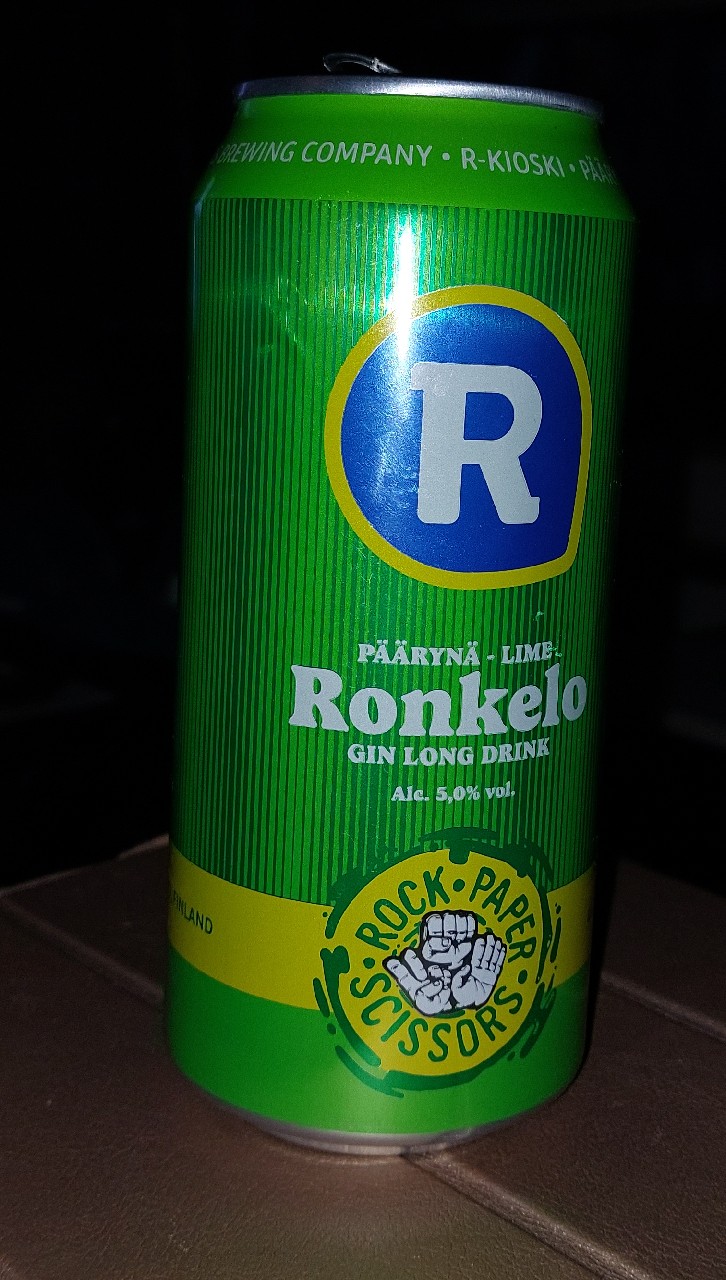 BREWING COMPANY • R-KIOSKI •
R
PÄÄRYNÄ - LIME
Ronkelo
GIN LONG DRINK
Alc. 5,0% vol.
FINLAND
•ROCK•PAPER•
SCISSORS